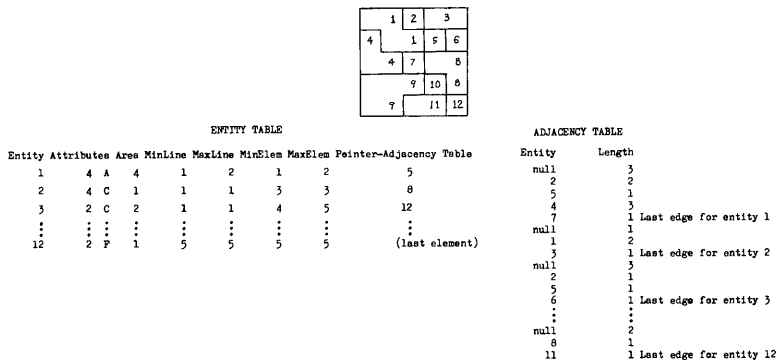 1 2 3
4 1 5 6
4 7 8
9 10 8
9 11 12
ENTITY TABLE
Entity Attributes Area MinLine MaxLine MinElem MaxElem Pointer-Adjacency Table
1 4 A 4 1 2 1 2 5
2 4 C 1 1 1 3 3 8
3 2 C 2 1 1 4 5 12
12 2 F 1 5 5 5 5 (last element)
ADJACENCY TABLE
Entity Length
null 3
2 2
5 1
4 3
7 1 Last edge for entity 1
null 1
1 2
3 1 Last edge for entity 2
null 3
2 1
5 1
6 1 Last edge for entity 3
null 2
8 1
11 1 Last edge for entity 12